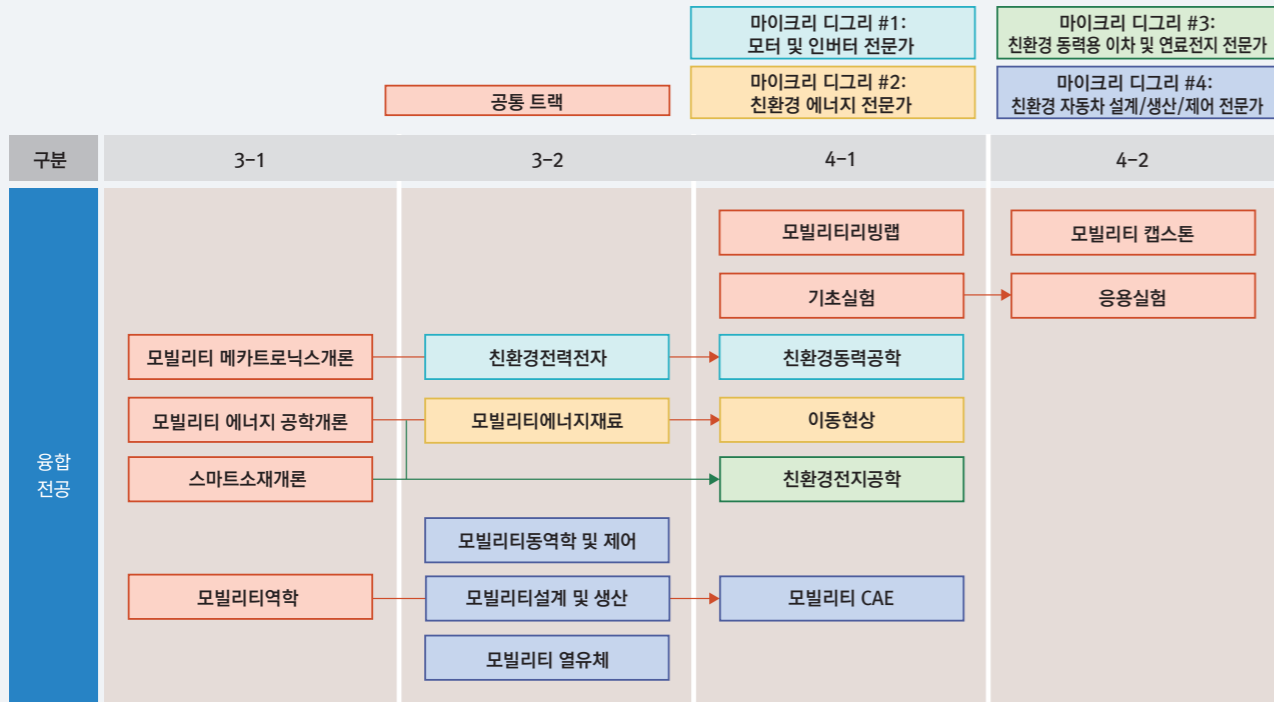 마이크리 디그리 #1:
모터 및 인버터 전문가
마이크리 디그리 #3:
친환경 동력용 이차 및 연료전지 전문가
공통 트랙
마이크리 디그리 #2:
친환경 에너지 전문가
마이크리 디그리 #4:
친환경 자동차 설계/생산/제어 전문가
구분
3-1
3-2
4-1
4-2
융합
전공
모빌리티리빙랩
모빌리티 캡스톤
기초실험
응용실험
모빌리티 메카트로닉스개론
친환경전력전자
친환경동력공학
모빌리티 에너지 공학개론
모빌리티에너지재료
이동현상
스마트소재개론
친환경전지공학
모빌리티동역학 및 제어
모빌리티역학
모빌리티설계 및 생산
모빌리티 CAE
모빌리티 열유체